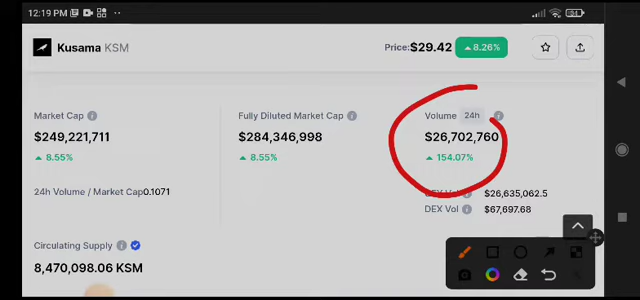 12:19 PM
Kusama KSM
Price:$29.42 8.26%
Market Cap
$249,221,711
8.55%
Fully Diluted Market Cap
$284,346,998
8.55%
Volume 24h
$26,702,760
154.07%
24h Volume / Market Cap0.1071
Vol $26,635,062.5
DEX Vol $67,697.68
Circulating Supply
8,470,098.06 KSM